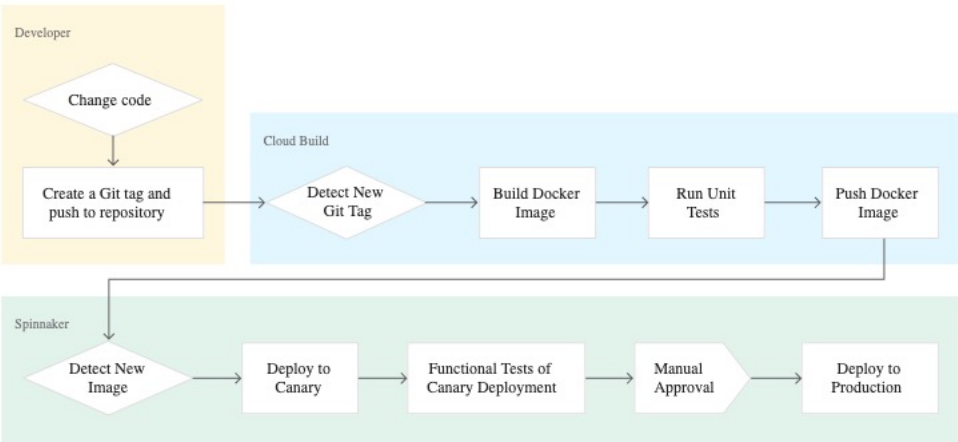 Developer
Change code
Create a Git tag and
push to repository
Cloud Build
Detect New
Git Tag
Build Docker
Image
Run Unit
Tests
Push Docker
Image
Spinnaker
Detect New
Image
Deploy to
Canary
Functional Tests of
Canary Deployment
Manual
Approval
Deploy to
Production